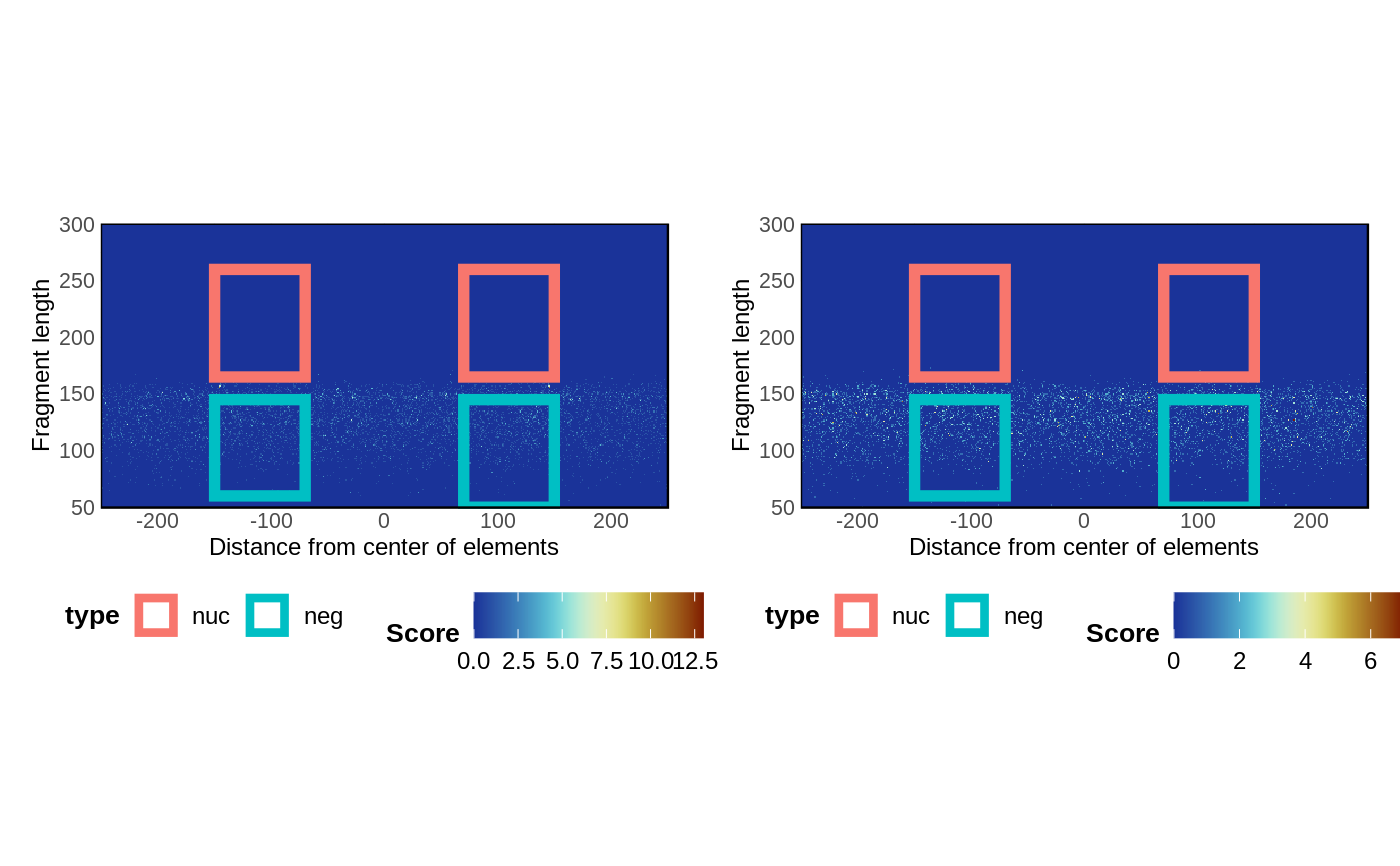 300
250
200
150
100
50
Fragment length
-200 -100 0 100 200
Distance from center of elements
type nuc neg
Score
0.0 2.5 5.0 7.5 10.0 12.5
300
250
200
150
100
50
Fragment length
-200 -100 0 100 200
Distance from center of elements
type nuc neg
Score
0 2 4 6